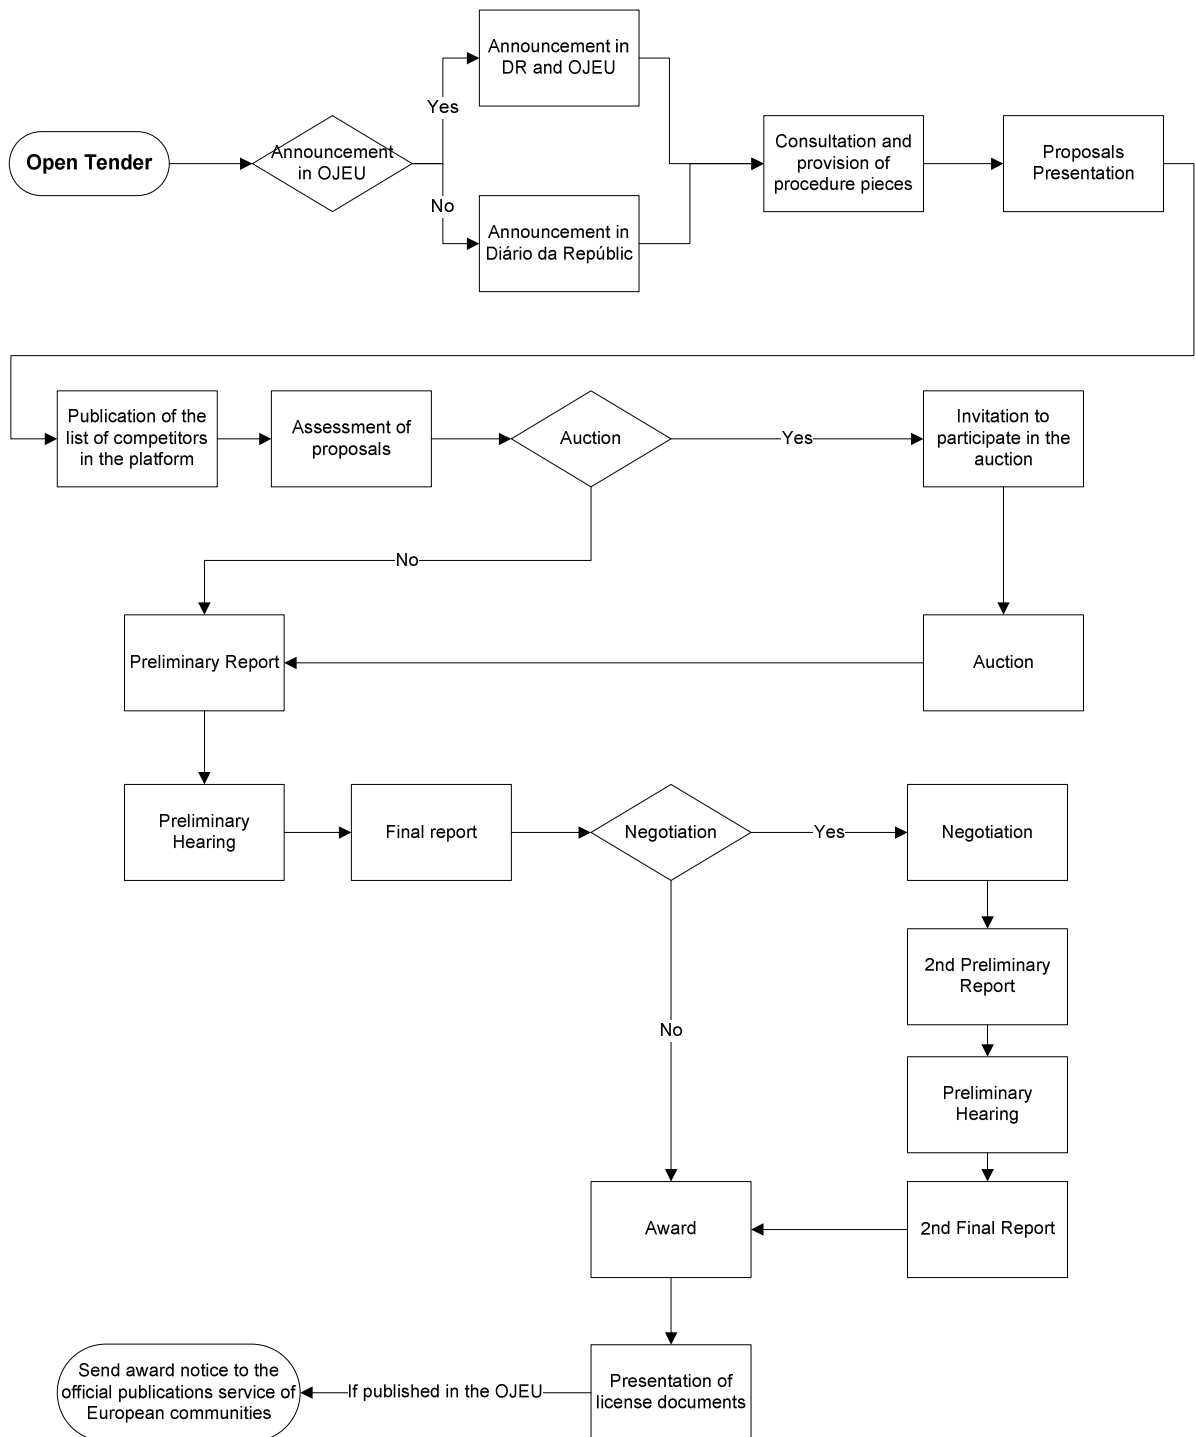 Announcement in
DR and OJEU
Yes
Open Tender
Announcement
in OJEU
Consultation and
provision of
procedure pieces
Proposals
Presentation
No
Announcement in
Diário da Repúblic
Publication of the
list of competitors
in the platform
Assessment of
proposals
Auction
Yes
Invitation to
participate in the
auction
No
Preliminary Report
Auction
Preliminary
Hearing
Final report
Negotiation
Yes
Negotiation
2nd Preliminary
Report
No
Preliminary
Hearing
Award
2nd Final Report
Send award notice to the
official publications service of
European communities
If published in the OJEU
Presentation of
license documents